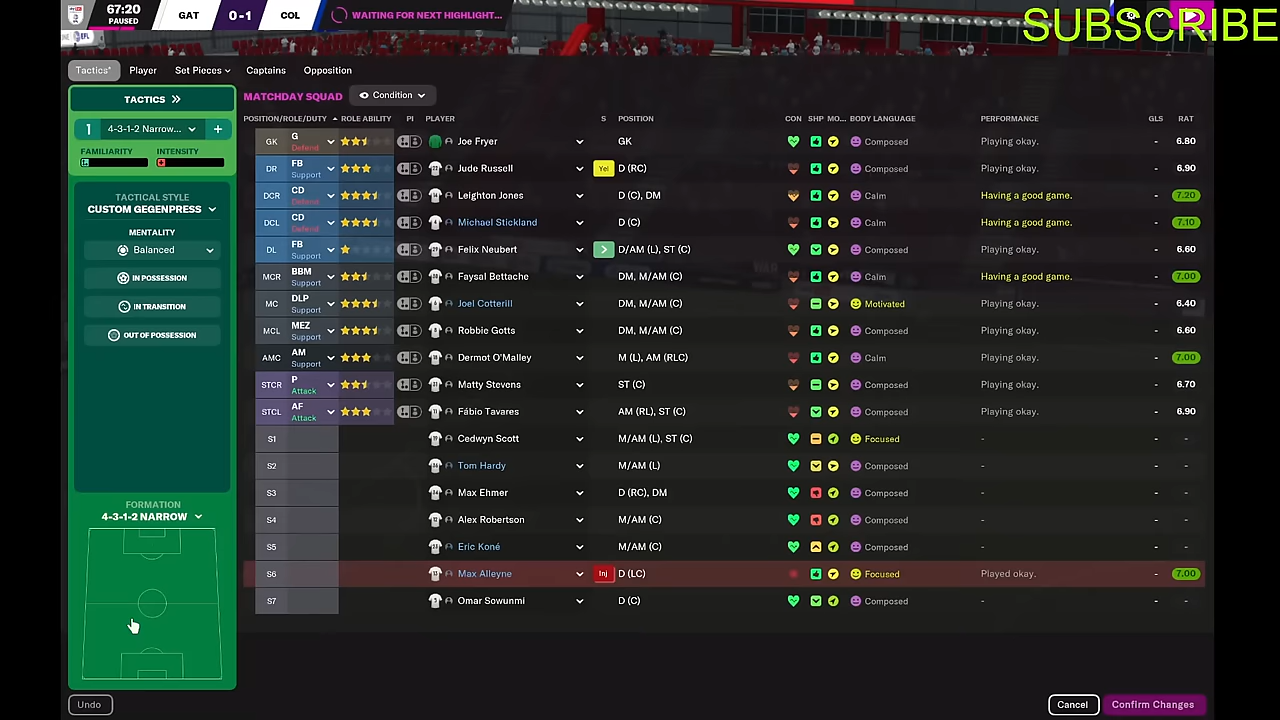 67:20
PAUSED
GAT
0-1
COL
WAITING FOR NEXT HIGHLIGHT...
SUBSCRIBE
EFL
Tactics*
Player
Set Pieces
Captains
Opposition
TACTICS
1 4-3-1-2 Narrow... +
FAMILIARITY INTENSITY
TACTICAL STYLE
CUSTOM GEGENPRESS
MENTALITY
Balanced
IN POSSESSION
IN TRANSITION
OUT OF POSSESSION
FORMATION
4-3-1-2 NARROW
MATCHDAY SQUAD Condition
POSITION/ROLE/DUTY ROLE ABILITY PI PLAYER S POSITION CON SHP MO... BODY LANGUAGE PERFORMANCE GLS RAT
GK G Defend Joe Fryer GK Composed Playing okay. - 6.80
DR FB Support Jude Russell Yel D (RC) Composed Playing okay. - 6.90
DCR CD Defend Leighton Jones D (C), DM Calm Having a good game. - 7.20
DCL CD Defend Michael Stickland D (C) Calm Having a good game. - 7.10
DL FB Support Felix Neubert D/AM (L), ST (C) Composed Playing okay. - 6.60
MCR BBM Support Faysal Bettache DM, M/AM (C) Calm Having a good game. - 7.00
MC DLP Support Joel Cotterill DM, M/AM (C) Motivated Playing okay. - 6.40
MCL MEZ Support Robbie Gotts DM, M/AM (C) Composed Playing okay. - 6.60
AMC AM Support Dermot O'Malley M (L), AM (RLC) Calm Playing okay. - 7.00
STCR P Attack Matty Stevens ST (C) Composed Playing okay. - 6.70
STCL AF Attack Fábio Tavares AM (RL), ST (C) Composed Playing okay. - 6.90
S1 Cedwyn Scott M/AM (L), ST (C) Focused - - -
S2 Tom Hardy M/AM (L) Composed - - -
S3 Max Ehmer D (RC), DM Composed - - -
S4 Alex Robertson M/AM (C) Composed - - -
S5 Eric Koné M/AM (C) Composed - - -
S6 Max Alleyne Inj D (LC) Focused Played okay. - 7.00
S7 Omar Sowunmi D (C) Composed - - -
Undo
Cancel
Confirm Changes